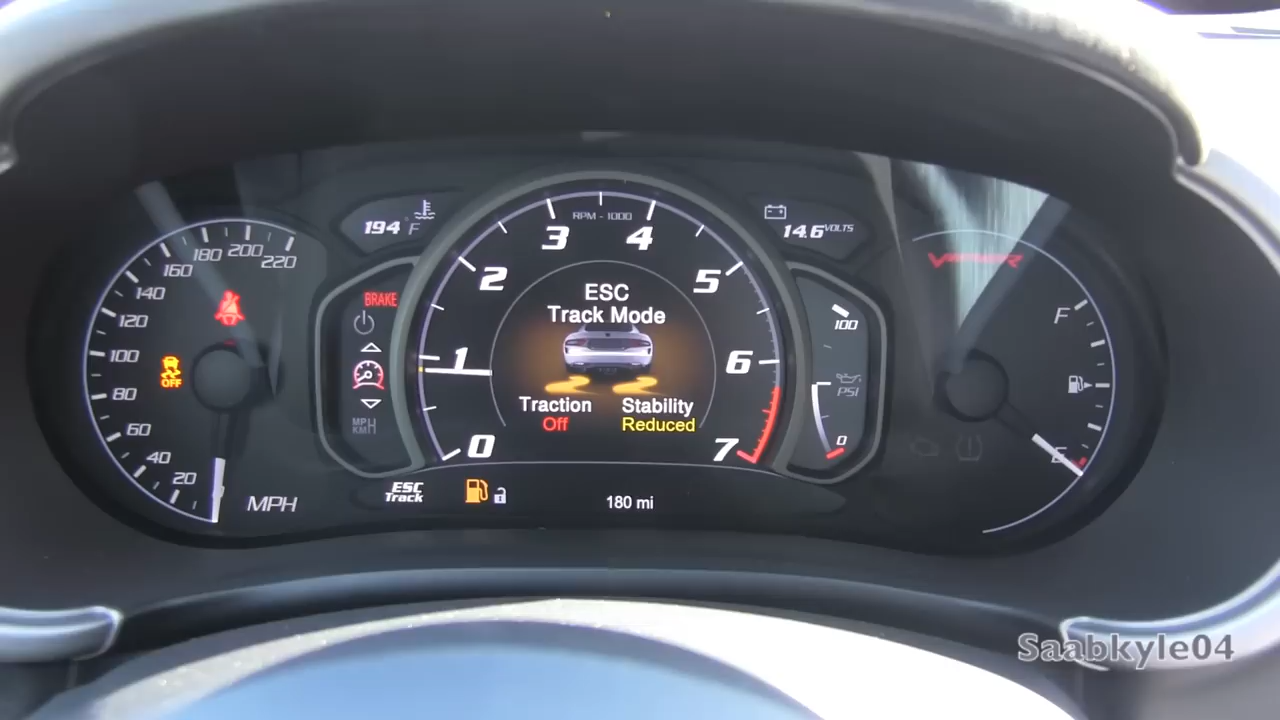 20
40
60
80
100
120
140
160
180
200
220
MPH
OFF
194°F
BRAKE
MPH
KM/H
RPM - 1000
0
1
2
3
4
5
6
7
ESC
Track Mode
Traction
Off
Stability
Reduced
ESC
Track
180 mi
14.6 VOLTS
100
PSI
0
VIPER
F
E
Saabkyle04